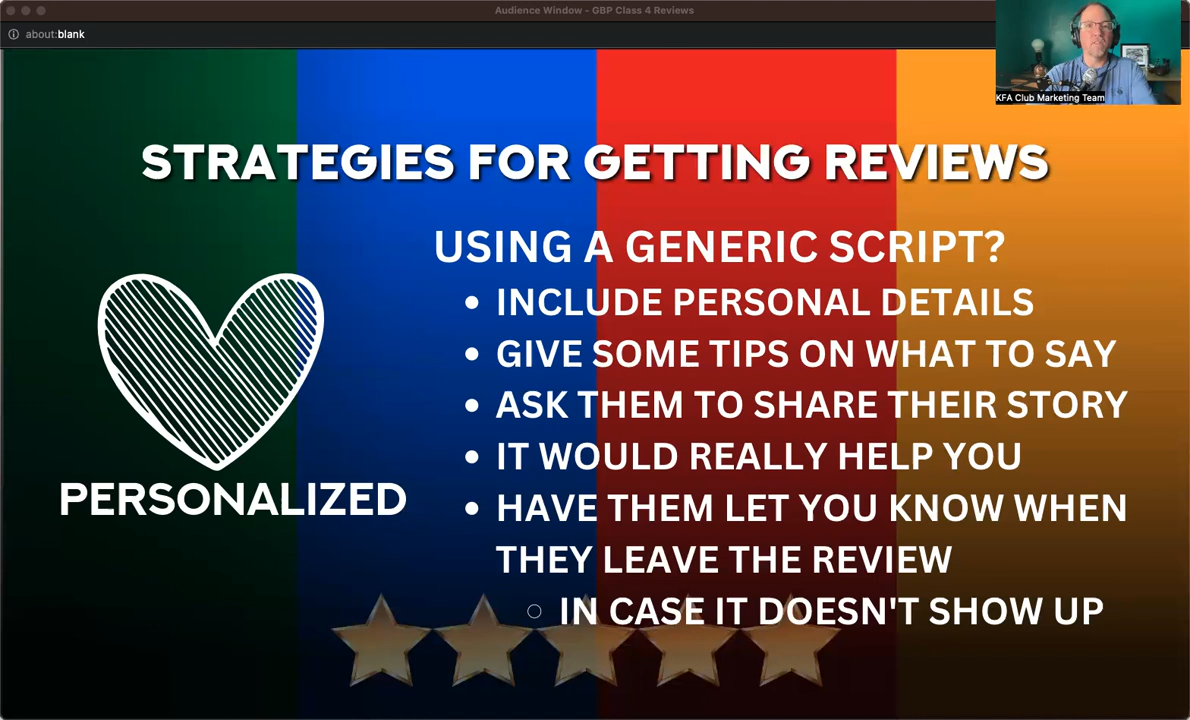 Audience Window - GBP Class 4 Reviews
about:blank
KFA Club Marketing Team
STRATEGIES FOR GETTING REVIEWS
USING A GENERIC SCRIPT?
• INCLUDE PERSONAL DETAILS
• GIVE SOME TIPS ON WHAT TO SAY
• ASK THEM TO SHARE THEIR STORY
• IT WOULD REALLY HELP YOU
• HAVE THEM LET YOU KNOW WHEN
THEY LEAVE THE REVIEW
○ IN CASE IT DOESN'T SHOW UP
PERSONALIZED